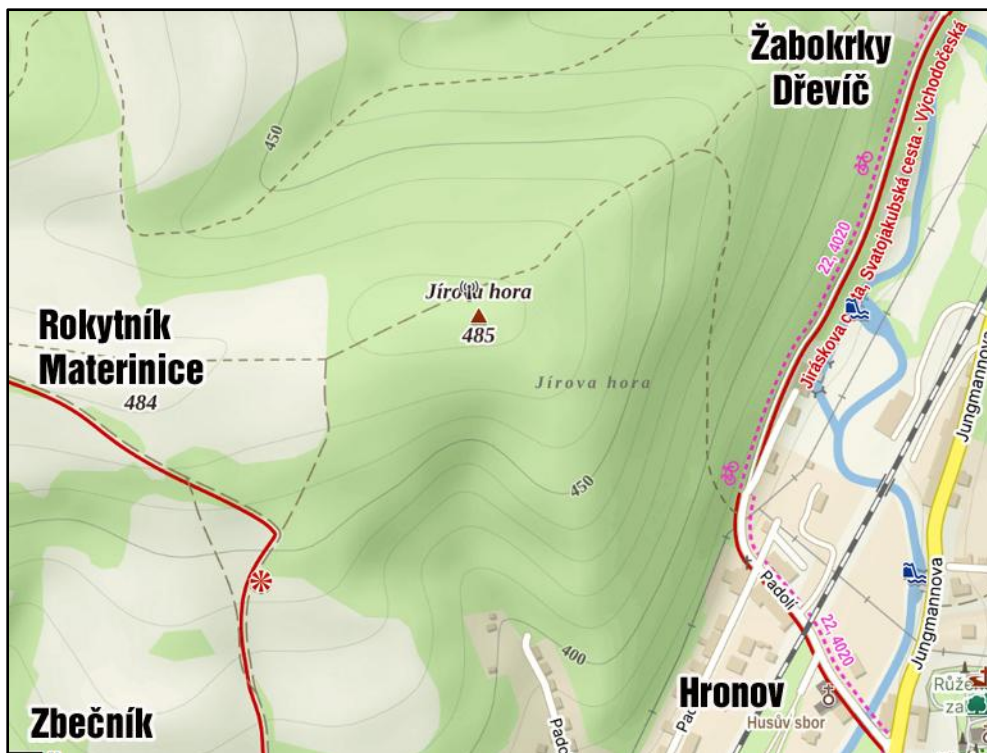 Žabokrky
Dřevíč
450
22, 4020
Jiráskova cesta, Svatojakubská cesta - Východočeská
Jírova hora
485
Jírova hora
Rokytník
Materinice
484
Jungmannova
450
Padolí
22, 4020
Jungmannova
400
Hronov
Husův sbor
Zbečník